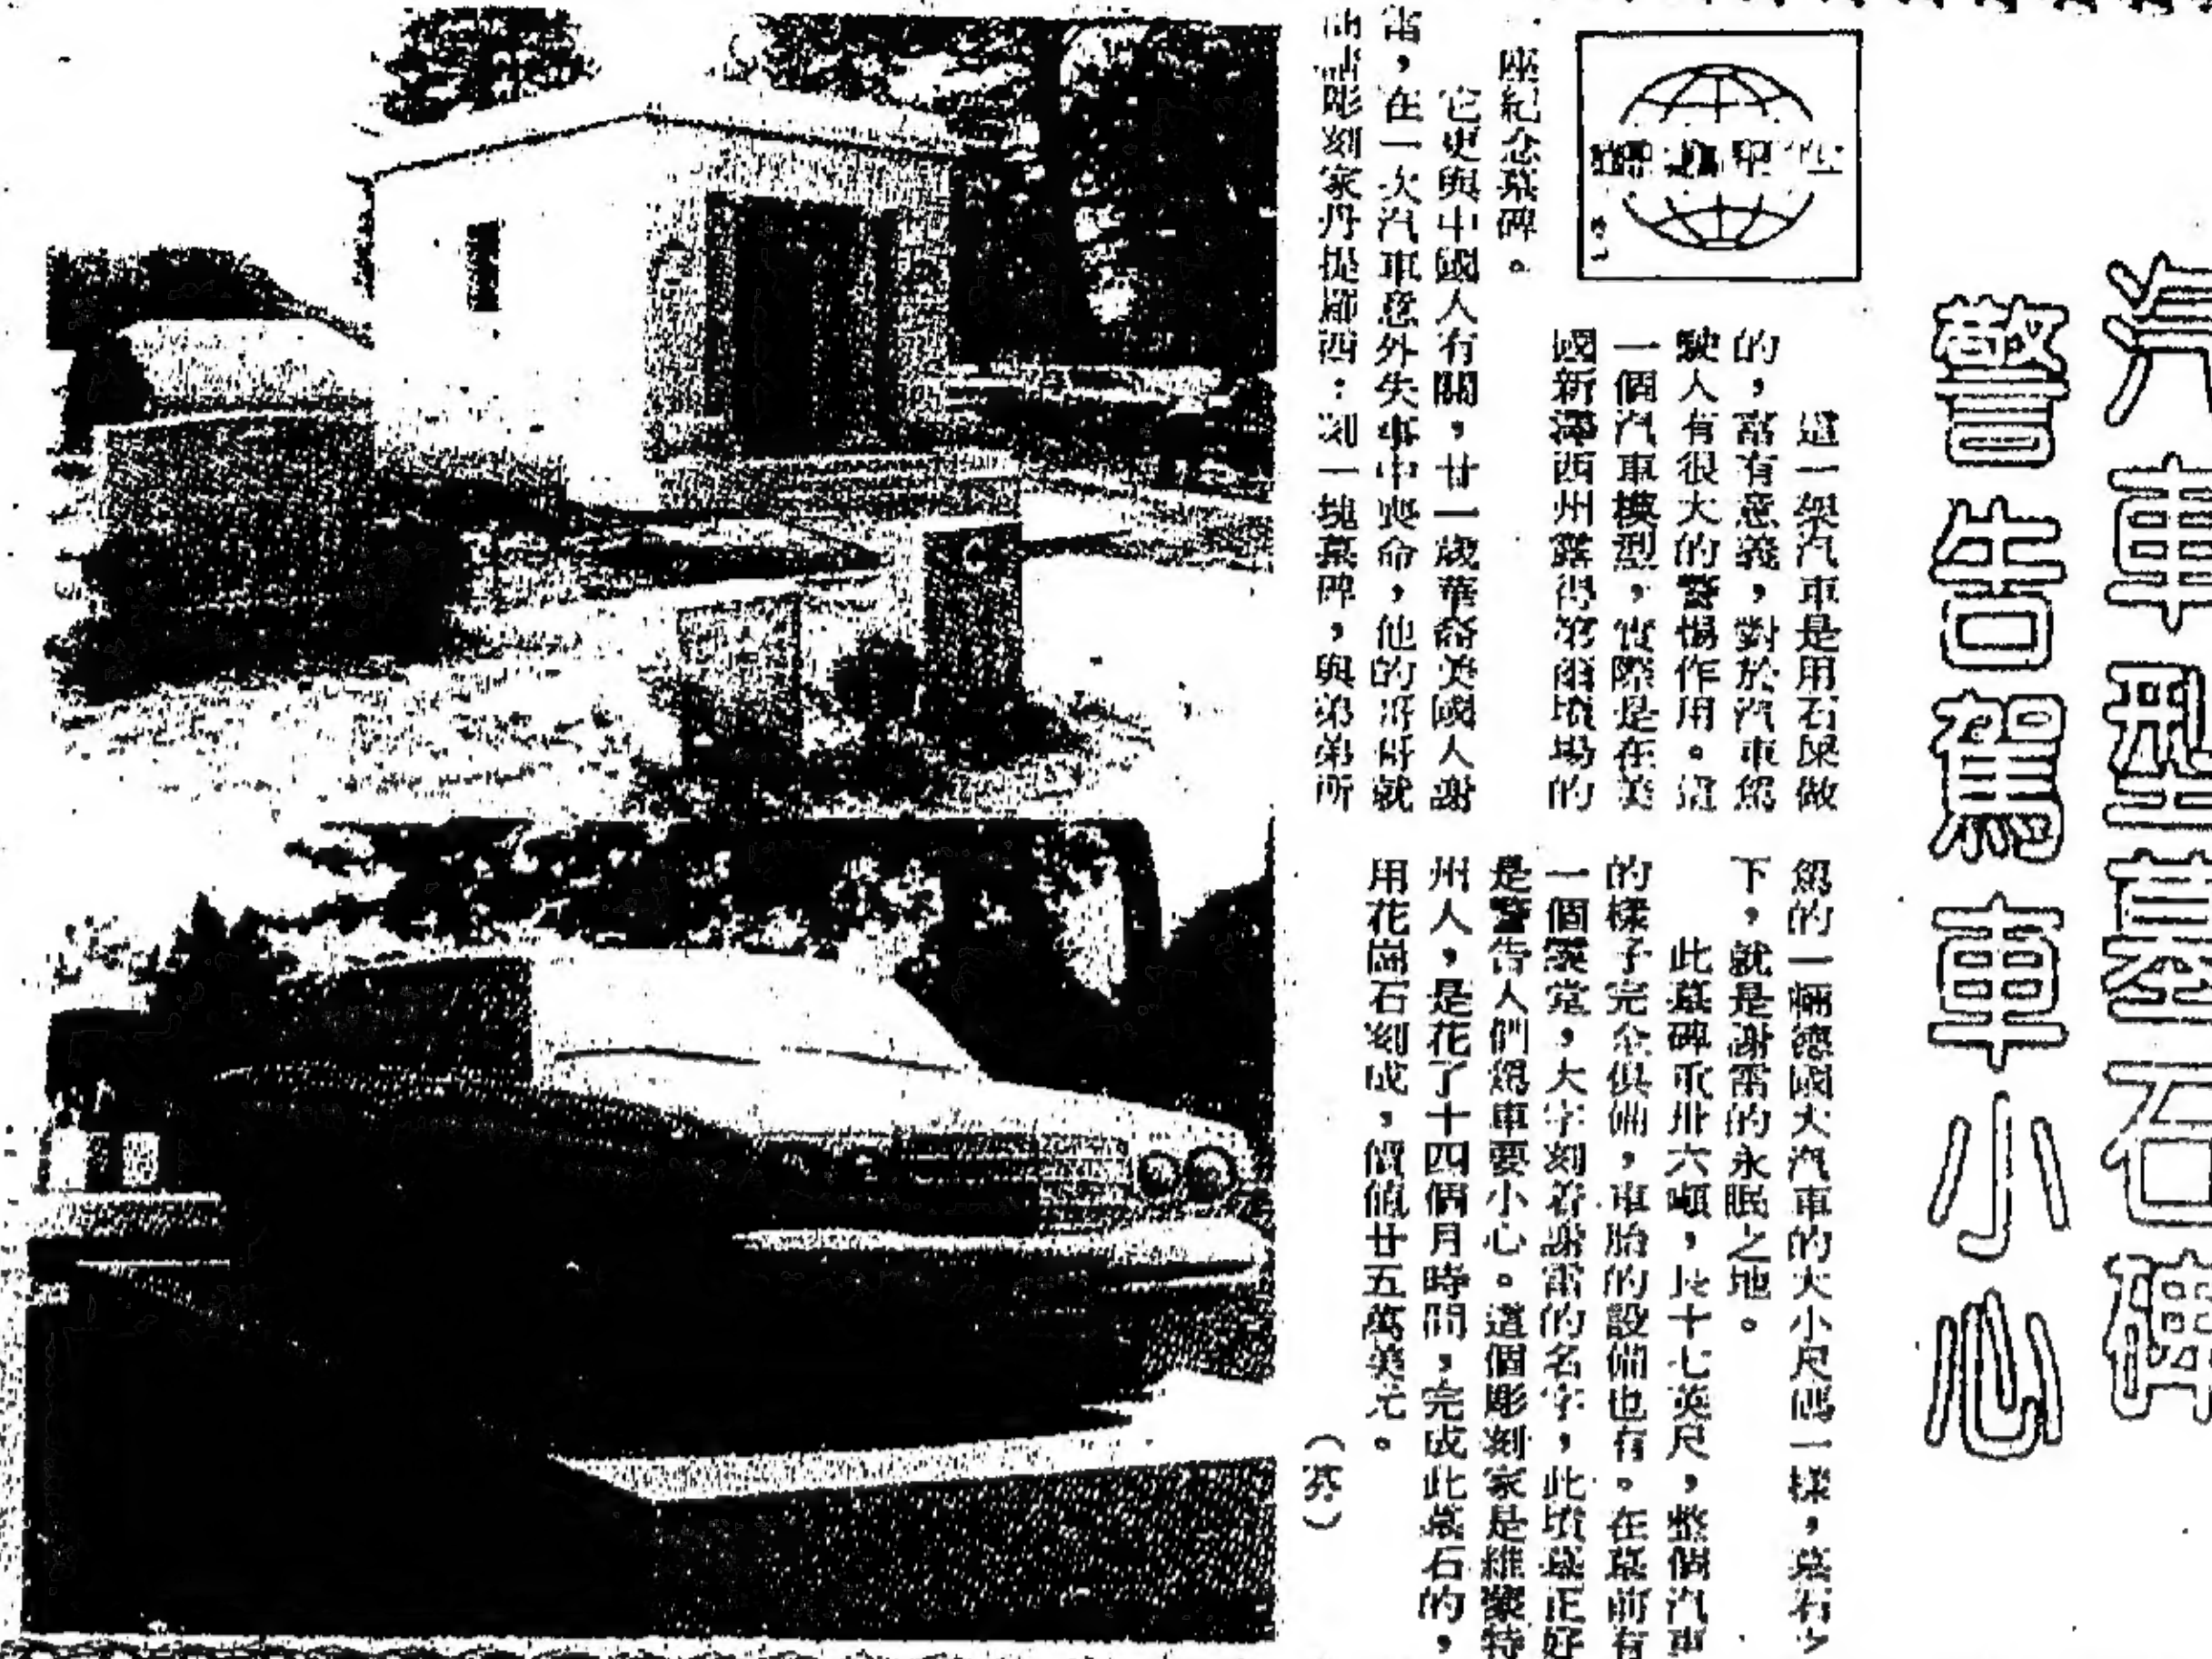 汽車型墓石碑
警告駕車小心
這一架汽車是用石屎做
的，富有意義，對於汽車駕
駛人有很大的警惕作用。這
一個汽車模型，實際是在美
國新澤西州露得第爾墳場的
一座紀念墓碑。
它更與中國人有關，廿一歲華裔美國人謝
雷，在一次汽車意外失事中喪命，他的哥哥就
商請彫刻家丹提 西：刻一塊墓碑，與弟弟所
駕的一輛德國大汽車的大小尺碼一樣，墓石之
下，就是謝雷的永眠之地。
此墓碑重卅六噸，長十七英尺，整個汽車
的樣子完全俱備，車胎的設備也有。在墓前有
一個祭堂，大字刻着謝雷的名字，此墳墓正好
是警告人們駕車要小心。這個彫刻家是維蒙特
州人，是花了十四個月時間，完成此墓石的，
用花崗石刻成，價值廿五萬美元。
（芬）